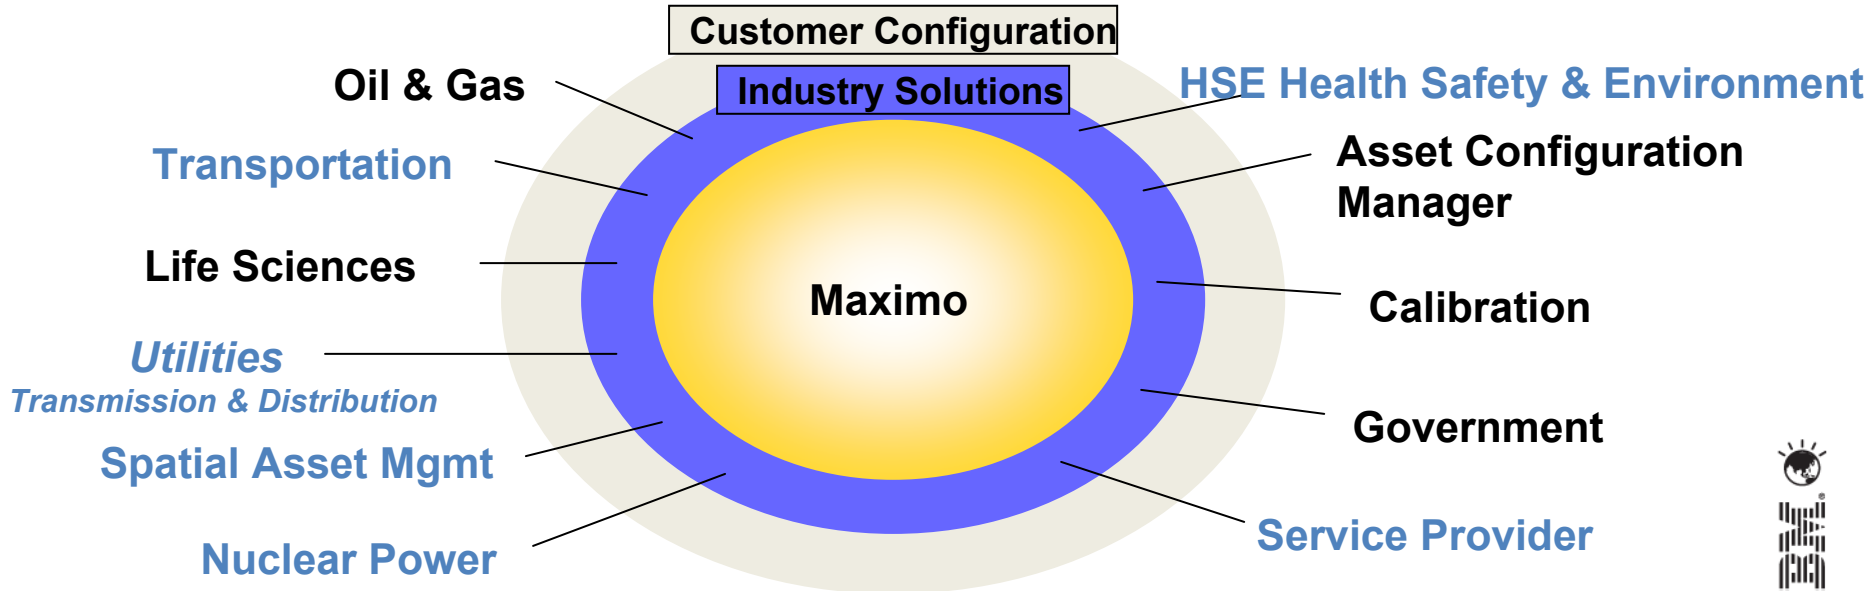 Customer Configuration
Industry Solutions
Oil & Gas
Transportation
Life Sciences
Utilities
Transmission & Distribution
Spatial Asset Mgmt
Nuclear Power
Maximo
HSE Health Safety & Environment
Asset Configuration
Manager
Calibration
Government
Service Provider
IBM®